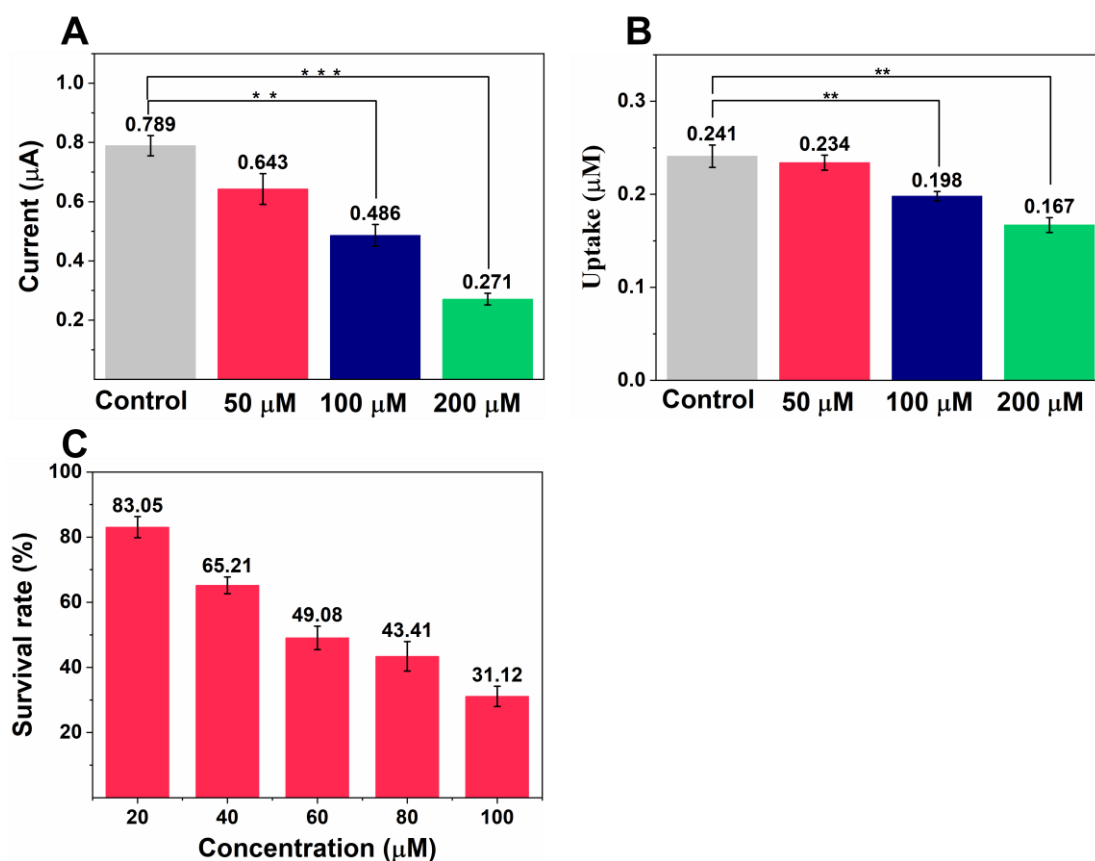 A
Current (μA)
1.0
0.8
0.6
0.4
0.2
* * *
* *
0.789
0.643
0.486
0.271
Control
50 μM
100 μM
200 μM
B
Uptake (μM)
0.3
0.2
0.1
0.0
**
**
0.241
0.234
0.198
0.167
Control
50 μM
100 μM
200 μM
C
Survival rate (%)
100
80
60
40
20
83.05
65.21
49.08
43.41
31.12
20
40
60
80
100
Concentration (μM)